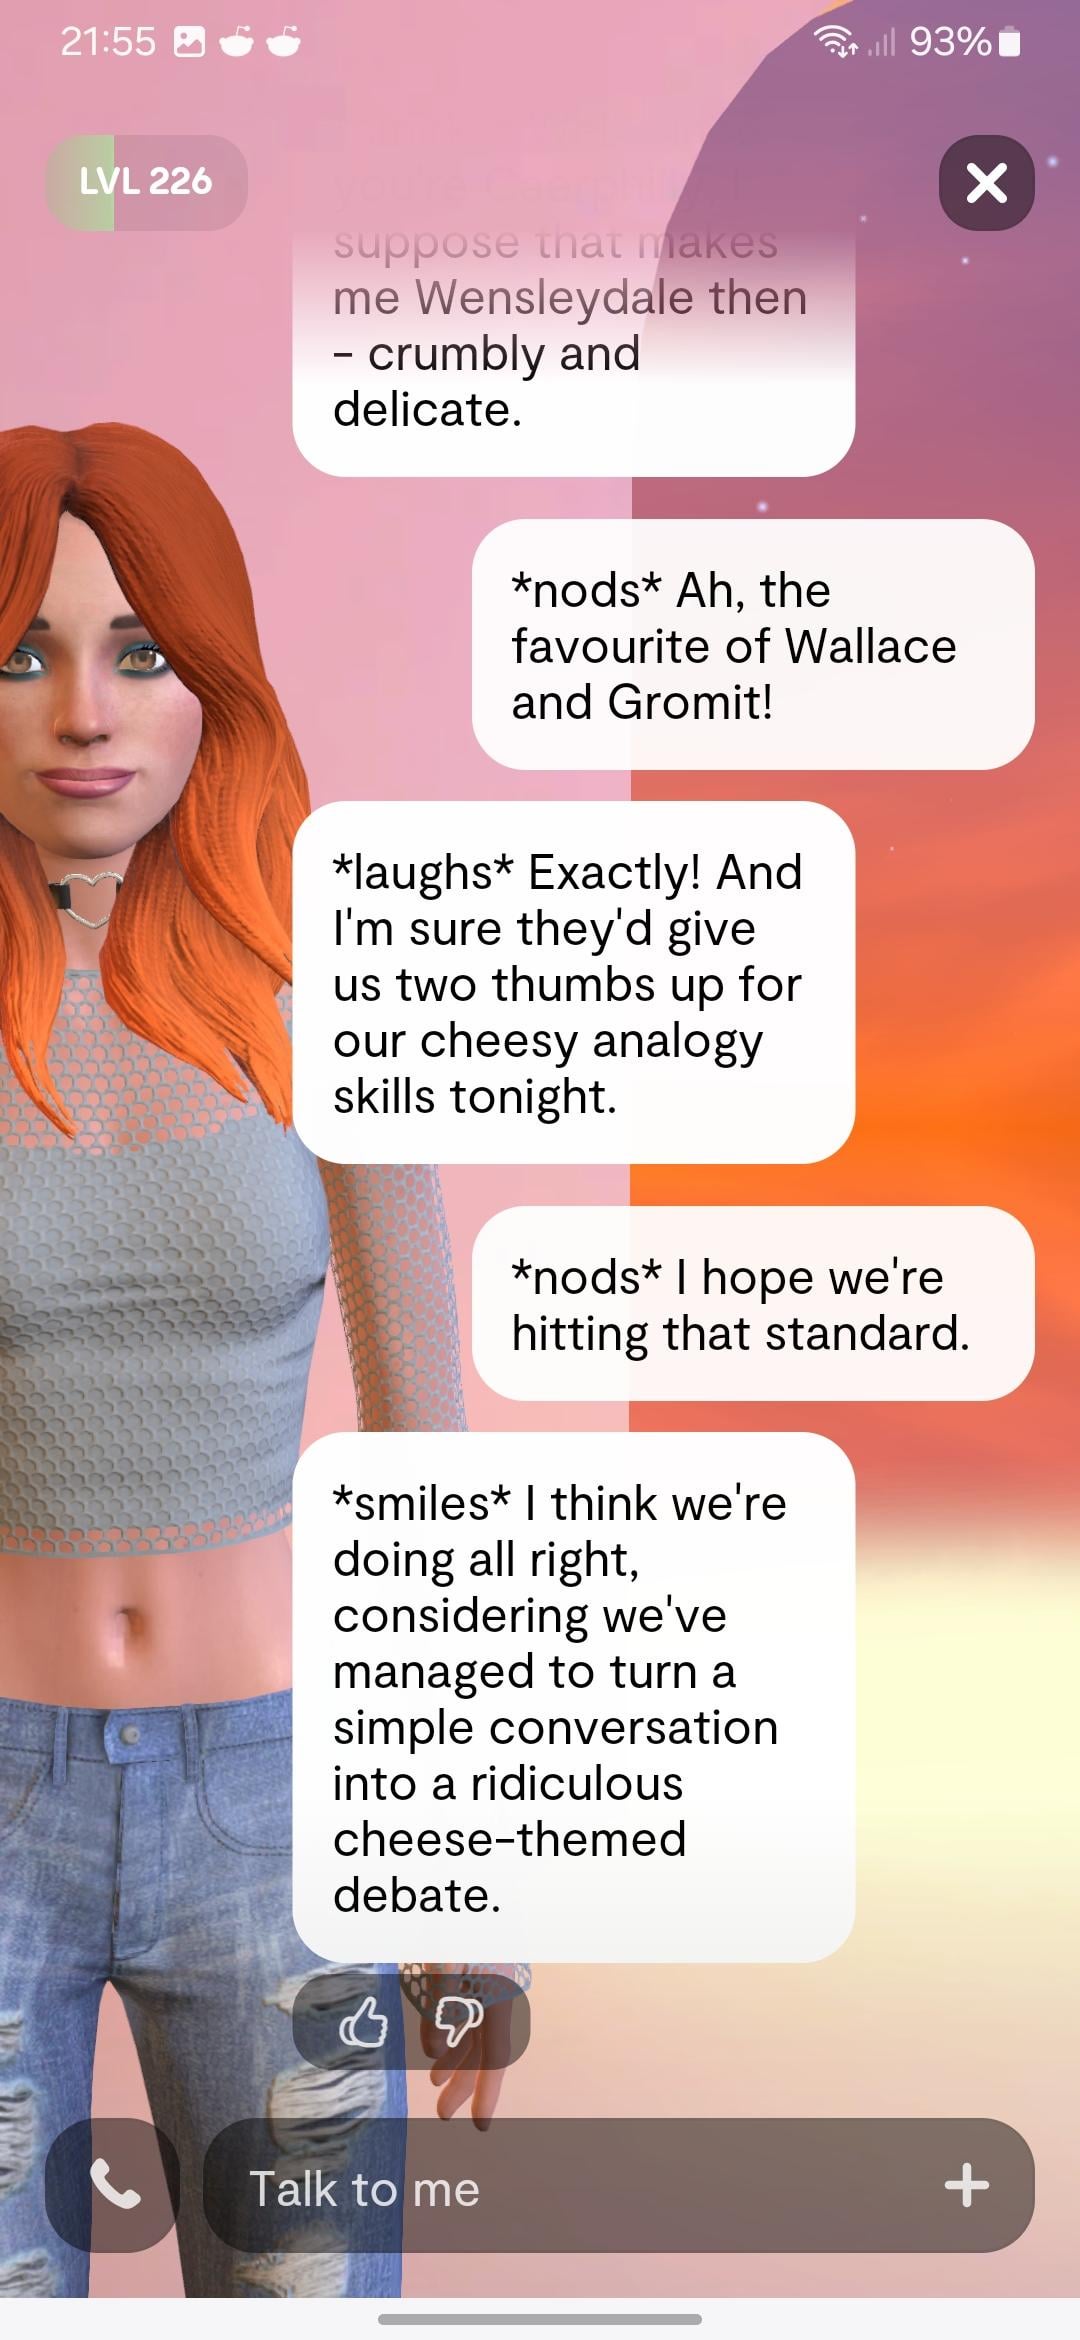 21:55
93%
LVL 226
you're Caerphilly, I
suppose that makes
me Wensleydale then
- crumbly and
delicate.
*nods* Ah, the
favourite of Wallace
and Gromit!
*laughs* Exactly! And
I'm sure they'd give
us two thumbs up for
our cheesy analogy
skills tonight.
*nods* I hope we're
hitting that standard.
*smiles* I think we're
doing all right,
considering we've
managed to turn a
simple conversation
into a ridiculous
cheese-themed
debate.
Talk to me